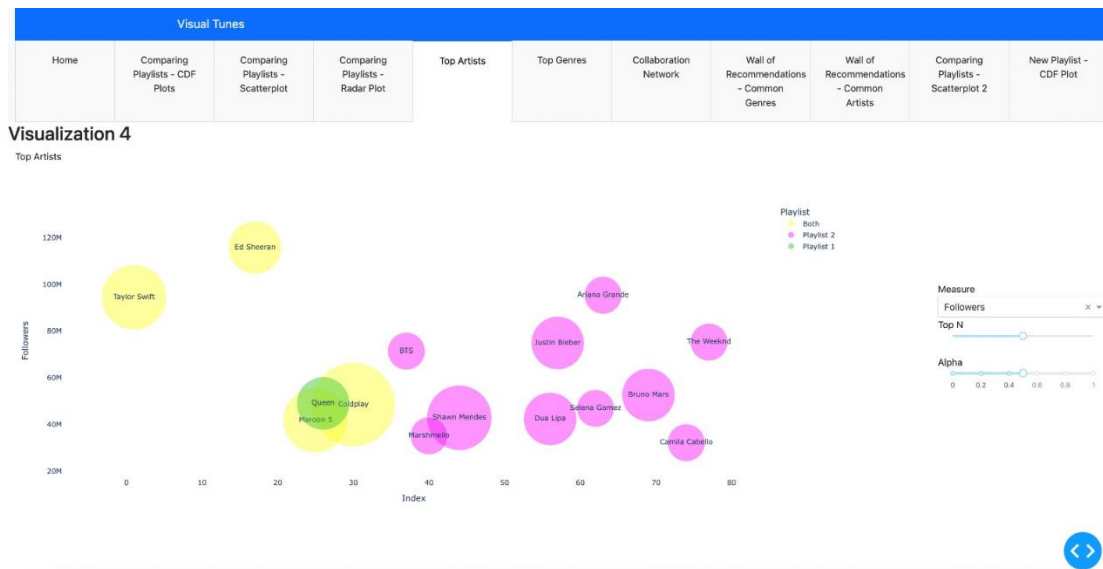 Visual Tunes
Home
Comparing
Playlists - CDF
Plots
Comparing
Playlists -
Scatterplot
Comparing
Playlists -
Radar Plot
Top Artists
Top Genres
Collaboration
Network
Wall of
Recommendations
- Common
Genres
Wall of
Recommendations
- Common
Artists
Comparing
Playlists -
Scatterplot 2
New Playlist -
CDF Plot
Visualization 4
Top Artists
Playlist
Both
Playlist 2
Playlist 1
120M
100M
80M
60M
40M
20M
Followers
Ed Sheeran
Taylor Swift
Ariana Grande
BTS
Justin Bieber
The Weeknd
Queen
Coldplay
Maroon 5
Shawn Mendes
Marshmello
Dua Lipa
Selena Gomez
Bruno Mars
Camila Cabello
0 10 20 30 40 50 60 70 80
Index
Measure
Followers
Top N
Alpha
0 0.2 0.4 0.6 0.8 1